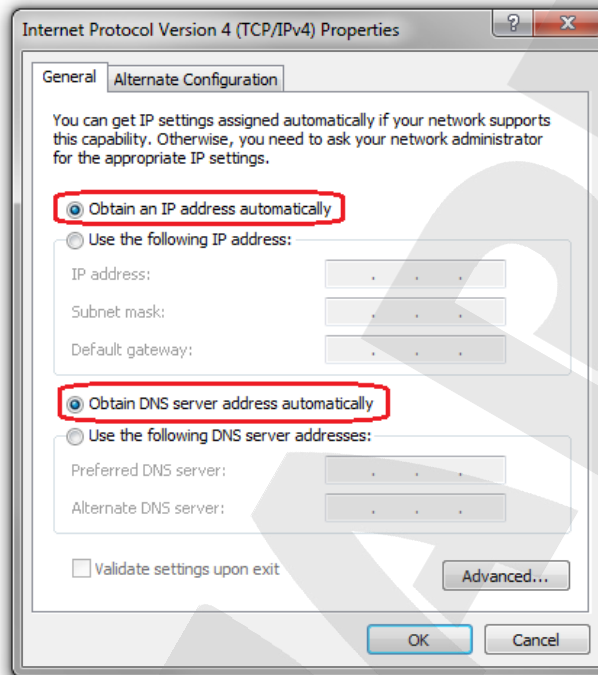 Internet Protocol Version 4 (TCP/IPv4) Properties
General
Alternate Configuration
You can get IP settings assigned automatically if your network supports
this capability. Otherwise, you need to ask your network administrator
for the appropriate IP settings.
Obtain an IP address automatically
Use the following IP address:
IP address:
Subnet mask:
Default gateway:
Obtain DNS server address automatically
Use the following DNS server addresses:
Preferred DNS server:
Alternate DNS server:
Validate settings upon exit
Advanced...
OK
Cancel